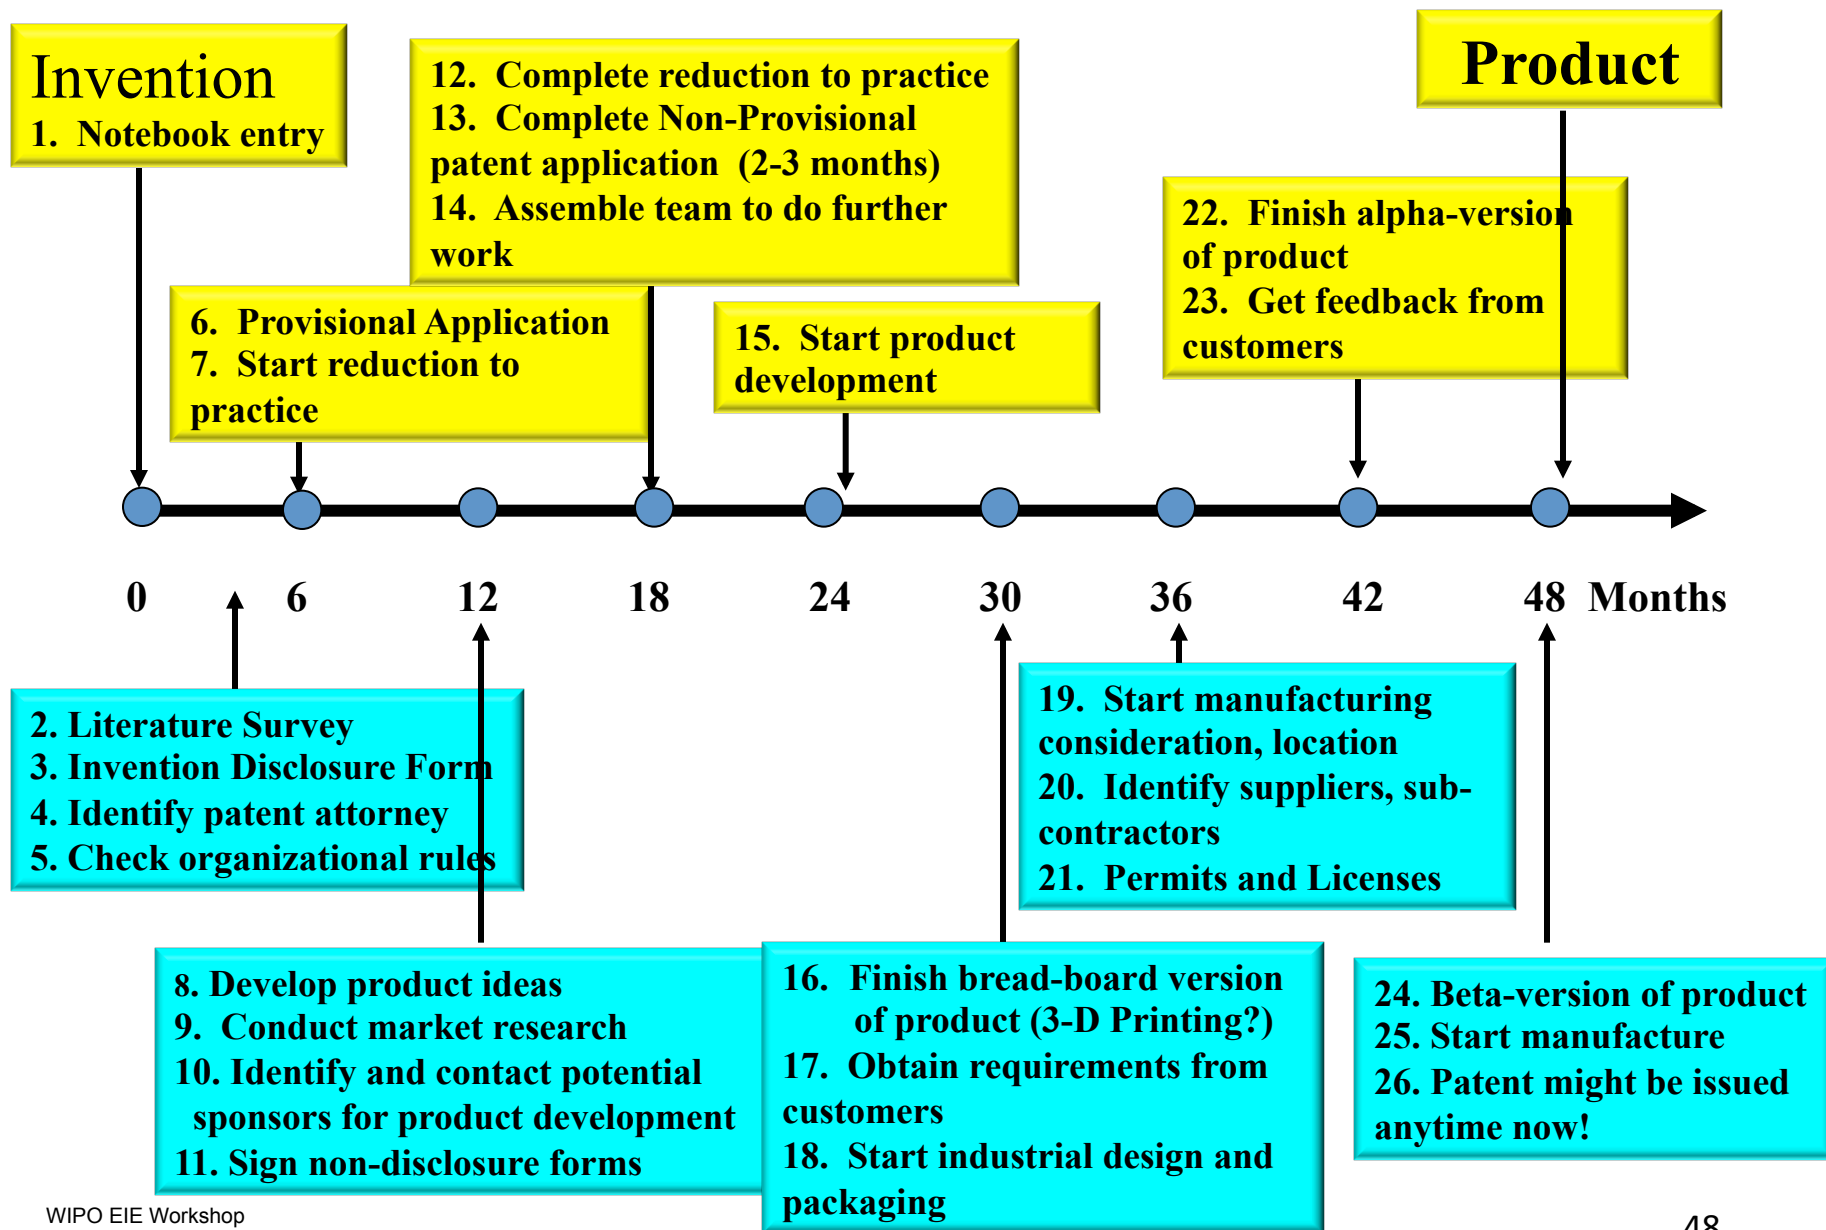 Invention
1. Notebook entry
12. Complete reduction to practice
13. Complete Non-Provisional
patent application (2-3 months)
14. Assemble team to do further
work
Product
6. Provisional Application
7. Start reduction to
practice
15. Start product
development
22. Finish alpha-version
of product
23. Get feedback from
customers
0 6 12 18 24 30 36 42 48 Months
2. Literature Survey
3. Invention Disclosure Form
4. Identify patent attorney
5. Check organizational rules
19. Start manufacturing
consideration, location
20. Identify suppliers, sub-
contractors
21. Permits and Licenses
8. Develop product ideas
9. Conduct market research
10. Identify and contact potential
sponsors for product development
11. Sign non-disclosure forms
16. Finish bread-board version
of product (3-D Printing?)
17. Obtain requirements from
customers
18. Start industrial design and
packaging
24. Beta-version of product
25. Start manufacture
26. Patent might be issued
anytime now!
WIPO EIE Workshop
48